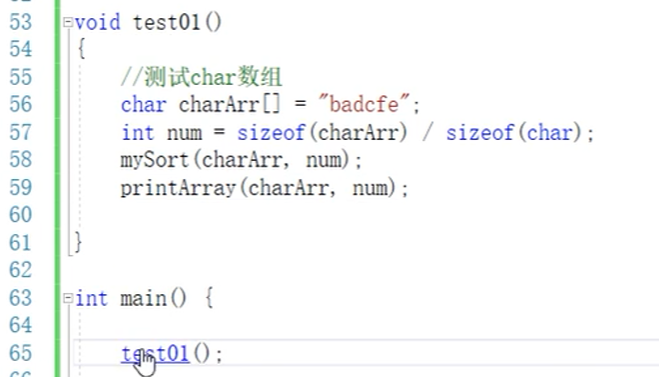 53 void test01()
54 {
55 //测试char数组
56 char charArr[] = "badcfe";
57 int num = sizeof(charArr) / sizeof(char);
58 mySort(charArr, num);
59 printArray(charArr, num);
60
61 }
62
63 int main() {
64
65 test01();